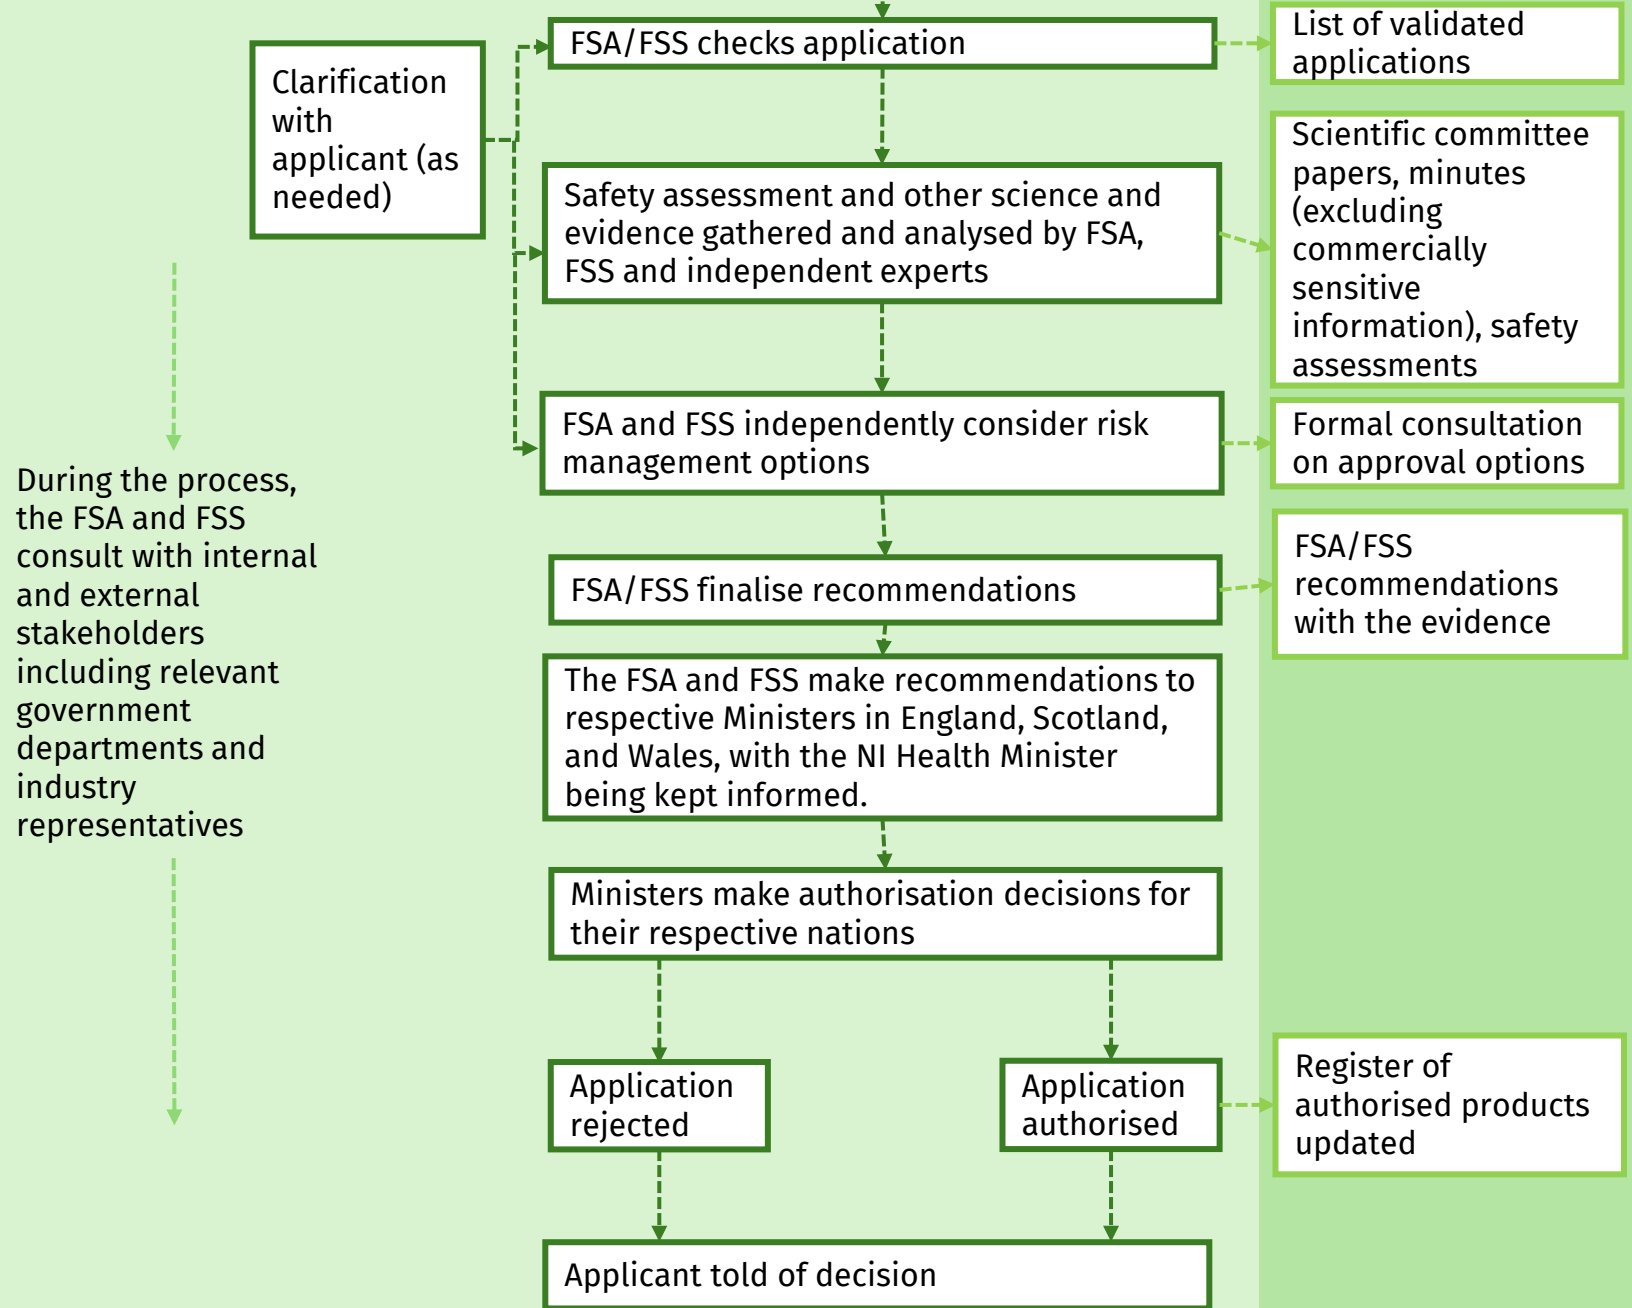 FSA/FSS checks application
List of validated
applications
Clarification
with
applicant (as
needed)
Safety assessment and other science and
evidence gathered and analysed by FSA,
FSS and independent experts
Scientific committee
papers, minutes
(excluding
commercially
sensitive
information), safety
assessments
FSA and FSS independently consider risk
management options
Formal consultation
on approval options
During the process,
the FSA and FSS
consult with internal
and external
stakeholders
including relevant
government
departments and
industry
representatives
FSA/FSS finalise recommendations
FSA/FSS
recommendations
with the evidence
The FSA and FSS make recommendations to
respective Ministers in England, Scotland,
and Wales, with the NI Health Minister
being kept informed.
Ministers make authorisation decisions for
their respective nations
Application
rejected
Application
authorised
Register of
authorised products
updated
Applicant told of decision